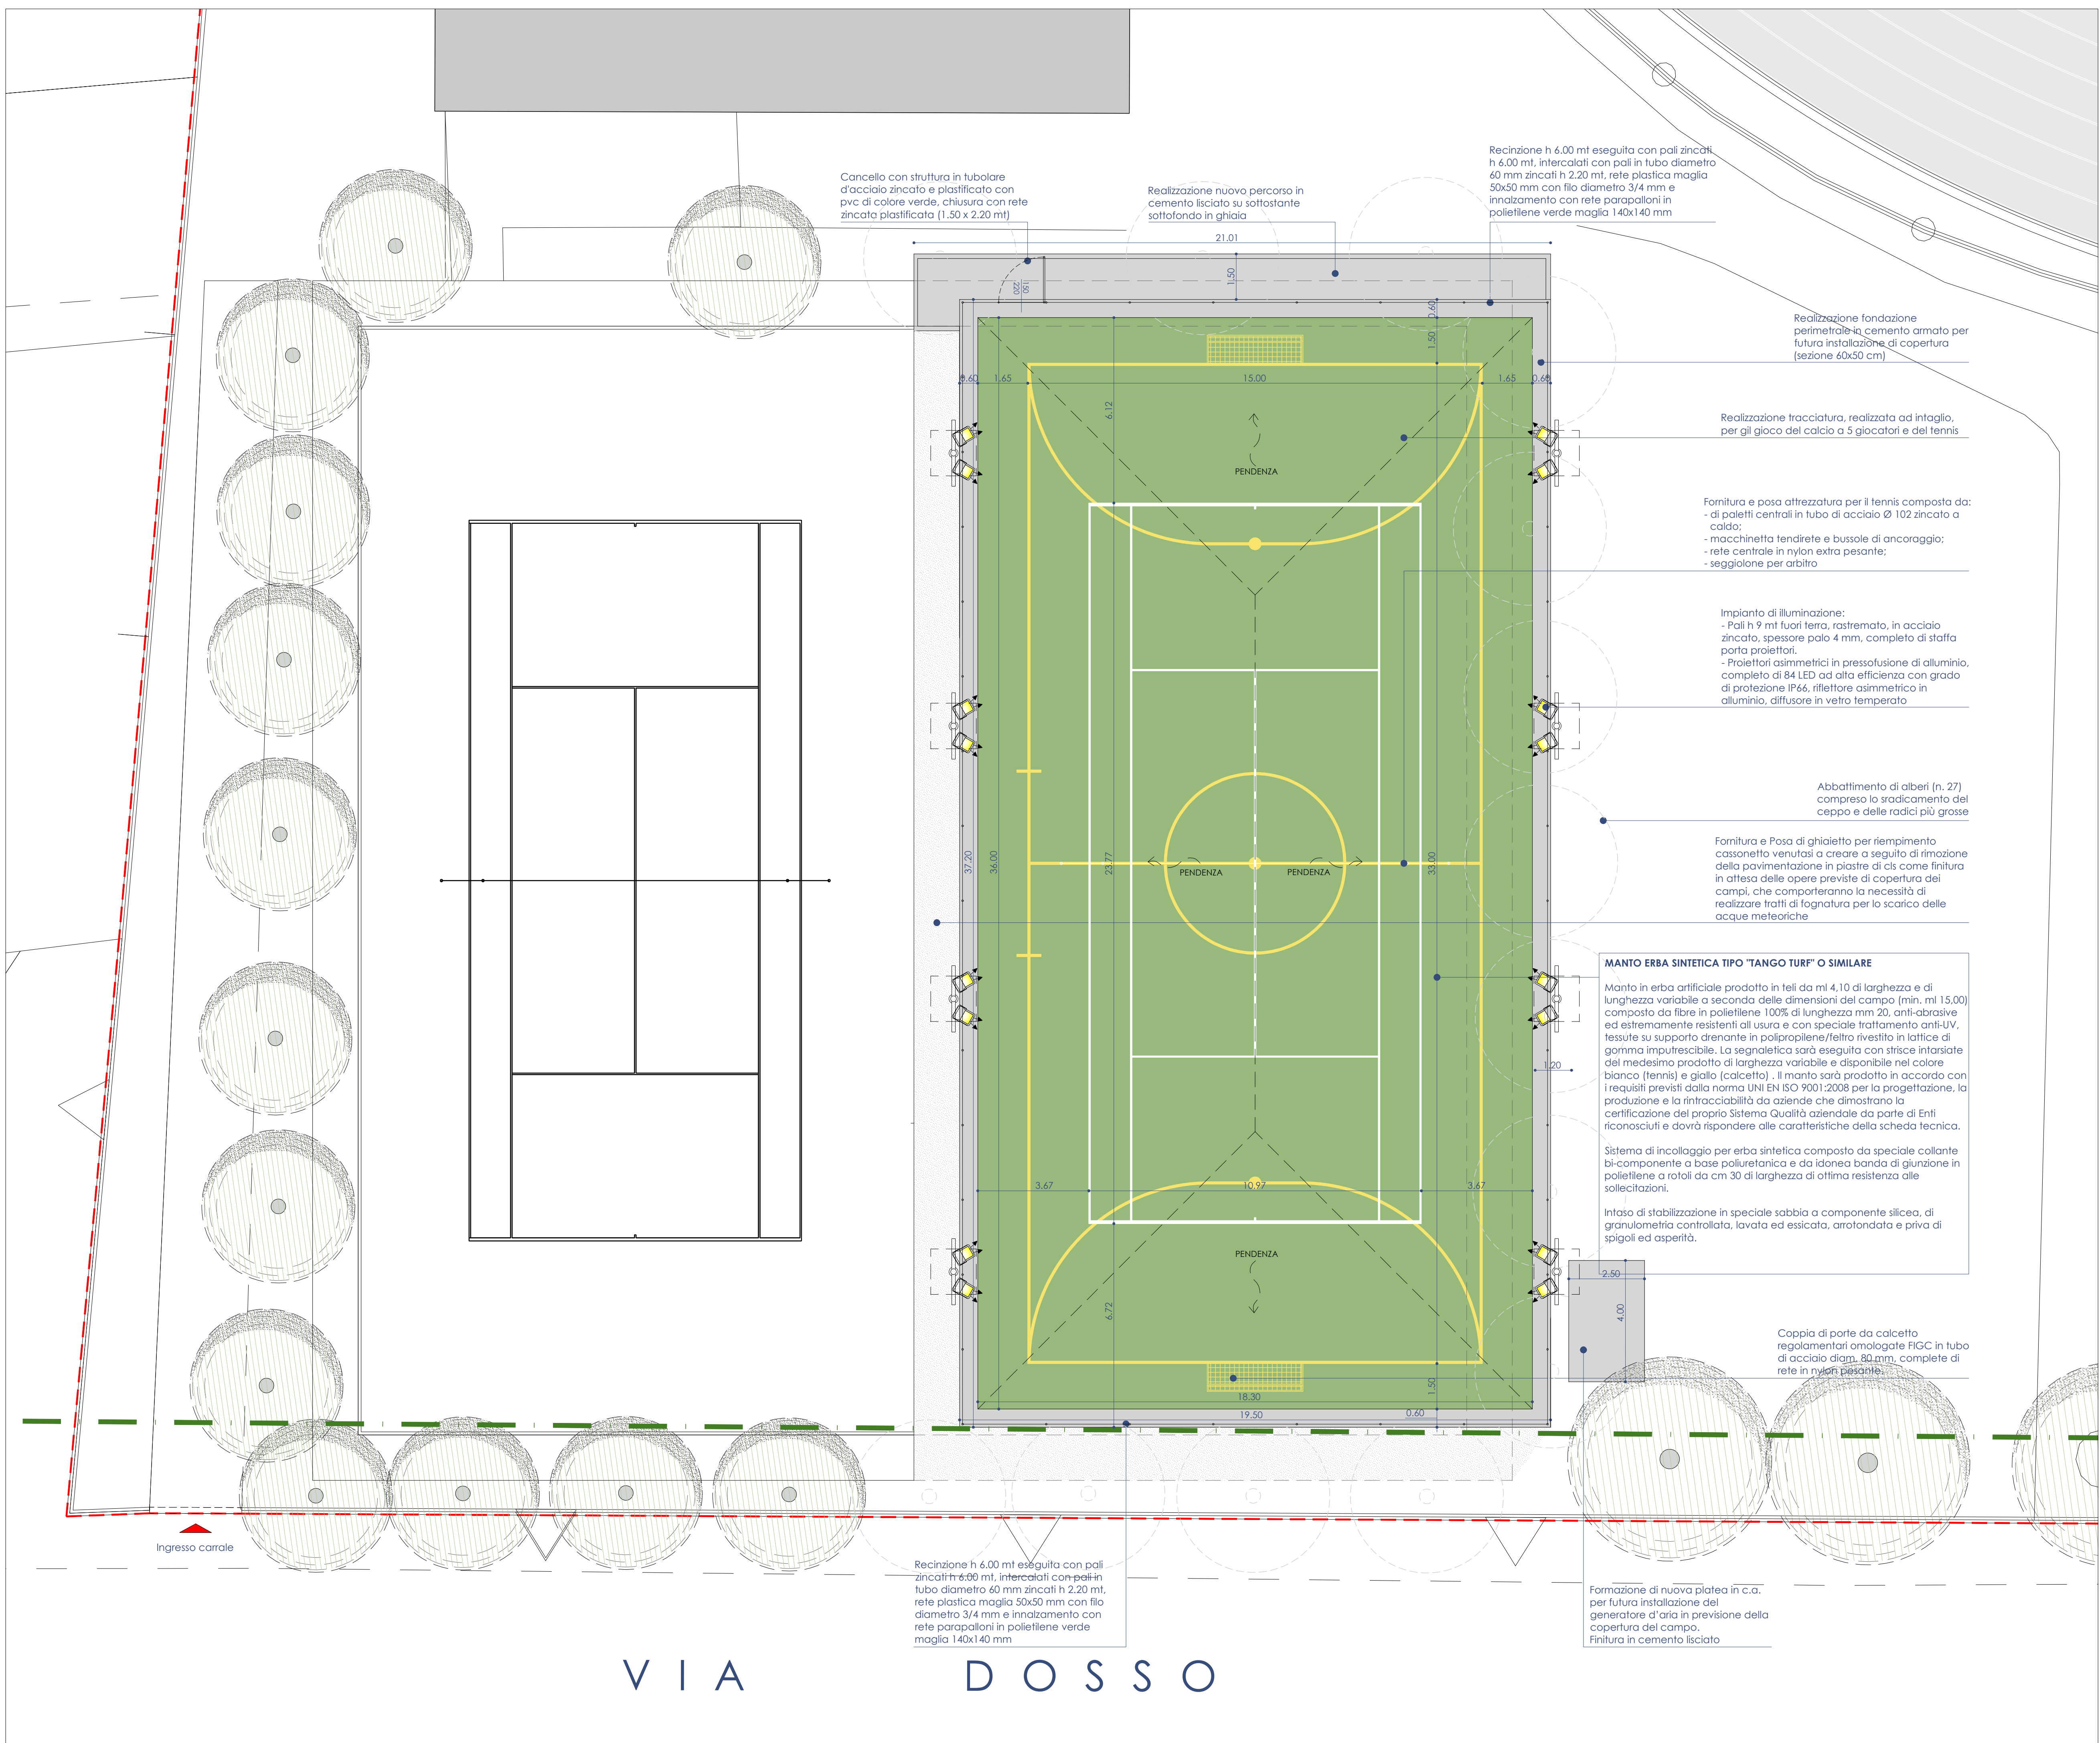 Cancello con struttura in tubolare
d'acciaio zincato e plastificato con
pvc di colore verde, chiusura con rete
zincata plastificata (1.50 x 2.20 mt)
Realizzazione nuovo percorso in
cemento lisciato su sottostante
sottofondo in ghiaia
Recinzione h 6.00 mt eseguita con pali zincati
h 6.00 mt, intercalati con pali in tubo diametro
60 mm zincati h 2.20 mt, rete plastica maglia
50x50 mm con filo diametro 3/4 mm e
innalzamento con rete parapalloni in
polietilene verde maglia 140x140 mm
21.01
1.50
150
220
0.60
1.50
Realizzazione fondazione
perimetrale in cemento armato per
futura installazione di copertura
(sezione 60x50 cm)
0.60
1.65
15.00
1.65
0.60
6.12
Realizzazione tracciatura, realizzata ad intaglio,
per gil gioco del calcio a 5 giocatori e del tennis
PENDENZA
Fornitura e posa attrezzatura per il tennis composta da:
- di paletti centrali in tubo di acciaio Ø 102 zincato a
caldo;
- macchinetta tendirete e bussole di ancoraggio;
- rete centrale in nylon extra pesante;
- seggiolone per arbitro
Impianto di illuminazione:
- Pali h 9 mt fuori terra, rastremato, in acciaio
zincato, spessore palo 4 mm, completo di staffa
porta proiettori.
- Proiettori asimmetrici in pressofusione di alluminio,
completo di 84 LED ad alta efficienza con grado
di protezione IP66, riflettore asimmetrico in
alluminio, diffusore in vetro temperato
Abbattimento di alberi (n. 27)
compreso lo sradicamento del
ceppo e delle radici più grosse
37.20
36.00
23.77
33.00
PENDENZA
PENDENZA
Fornitura e Posa di ghiaietto per riempimento
cassonetto venutasi a creare a seguito di rimozione
della pavimentazione in piastre di cls come finitura
in attesa delle opere previste di copertura dei
campi, che comporteranno la necessità di
realizzare tratti di fognatura per lo scarico delle
acque meteoriche
MANTO ERBA SINTETICA TIPO "TANGO TURF" O SIMILARE
Manto in erba artificiale prodotto in teli da ml 4,10 di larghezza e di
lunghezza variabile a seconda delle dimensioni del campo (min. ml 15,00)
composto da fibre in polietilene 100% di lunghezza mm 20, anti-abrasive
ed estremamente resistenti all usura e con speciale trattamento anti-UV,
tessute su supporto drenante in polipropilene/feltro rivestito in lattice di
gomma imputrescibile. La segnaletica sarà eseguita con strisce intarsiate
del medesimo prodotto di larghezza variabile e disponibile nel colore
bianco (tennis) e giallo (calcetto) . Il manto sarà prodotto in accordo con
i requisiti previsti dalla norma UNI EN ISO 9001:2008 per la progettazione, la
produzione e la rintracciabilità da aziende che dimostrano la
certificazione del proprio Sistema Qualità aziendale da parte di Enti
riconosciuti e dovrà rispondere alle caratteristiche della scheda tecnica.
Sistema di incollaggio per erba sintetica composto da speciale collante
bi-componente a base poliuretanica e da idonea banda di giunzione in
polietilene a rotoli da cm 30 di larghezza di ottima resistenza alle
sollecitazioni.
Intaso di stabilizzazione in speciale sabbia a componente silicea, di
granulometria controllata, lavata ed essicata, arrotondata e priva di
spigoli ed asperità.
1.20
3.67
10.97
3.67
PENDENZA
6.72
2.50
4.00
Coppia di porte da calcetto
regolamentari omologate FIGC in tubo
di acciaio diam. 80 mm, complete di
rete in nylon pesante.
1.50
18.30
19.50
0.60
Ingresso carrale
Recinzione h 6.00 mt eseguita con pali
zincati h 6.00 mt, intercalati con pali in
tubo diametro 60 mm zincati h 2.20 mt,
rete plastica maglia 50x50 mm con filo
diametro 3/4 mm e innalzamento con
rete parapalloni in polietilene verde
maglia 140x140 mm
Formazione di nuova platea in c.a.
per futura installazione del
generatore d'aria in previsione della
copertura del campo.
Finitura in cemento lisciato
VIA DOSSO